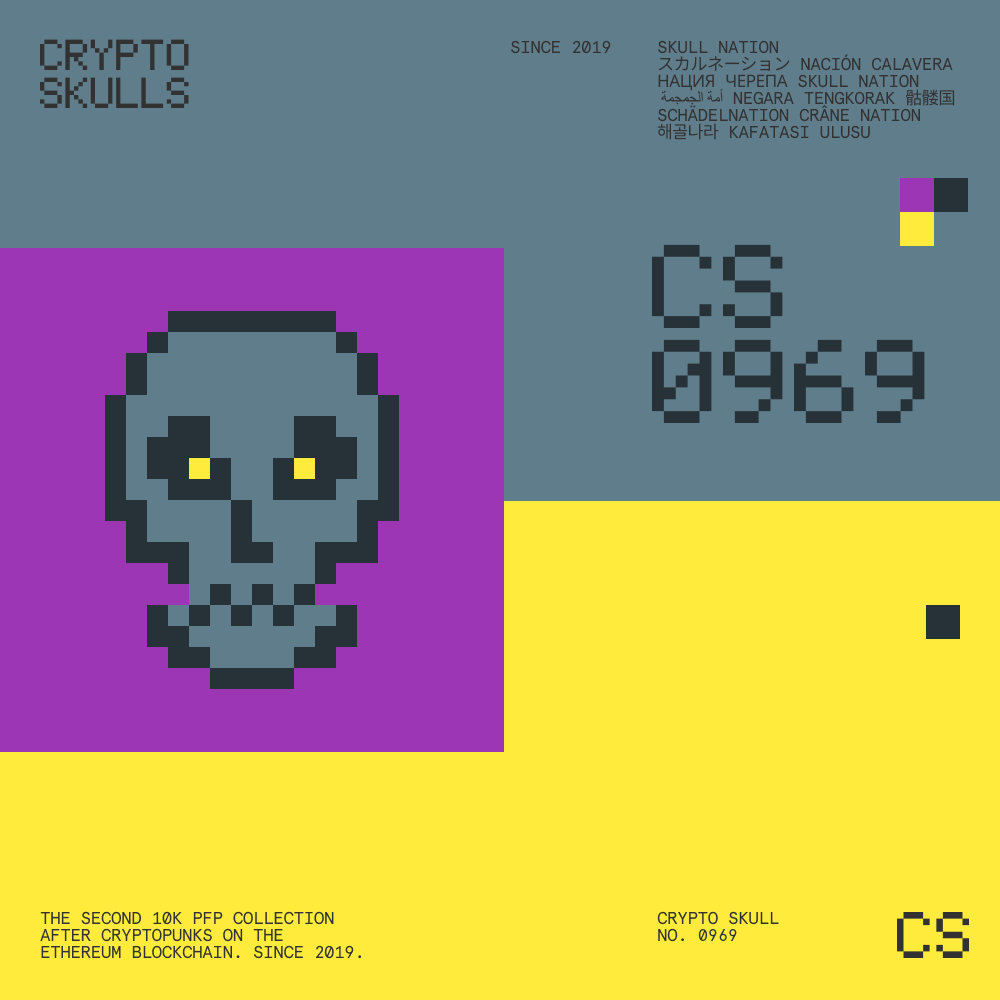 CRYPTO
SKULLS
SINCE 2019
SKULL NATION
スカルネーション NACIÓN CALAVERA
НАЦИЯ ЧЕРЕПА SKULL NATION
أمة الجمجمة NEGARA TENGKORAK 骷髅国
SCHÄDELNATION CRÂNE NATION
해골나라 KAFATASI ULUSU
CS
0969
THE SECOND 10K PFP COLLECTION
AFTER CRYPTOPUNKS ON THE
ETHEREUM BLOCKCHAIN. SINCE 2019.
CRYPTO SKULL
NO. 0969
CS